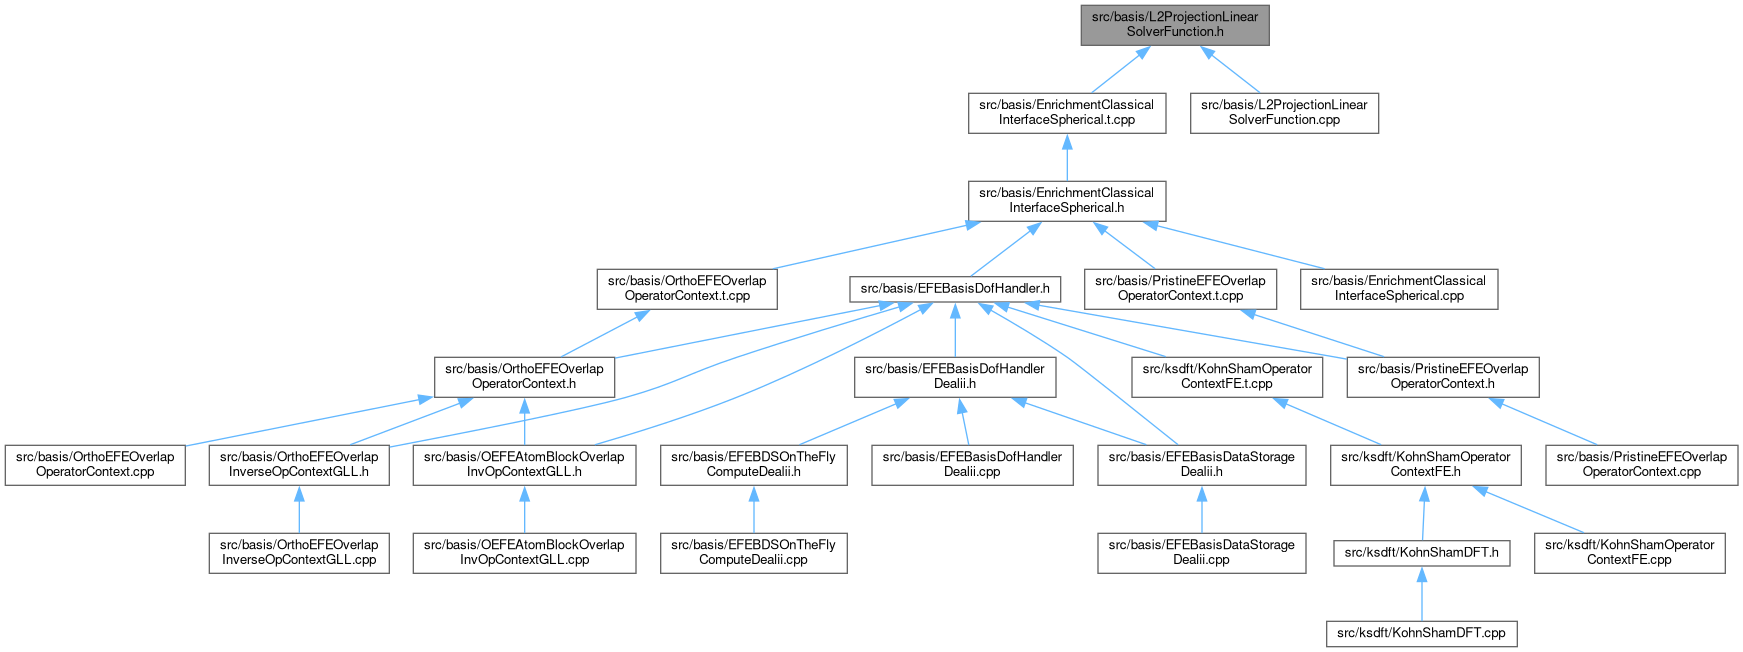 src/basis/L2ProjectionLinear
SolverFunction.h
src/basis/EnrichmentClassical
InterfaceSpherical.t.cpp
src/basis/L2ProjectionLinear
SolverFunction.cpp
src/basis/EnrichmentClassical
InterfaceSpherical.h
src/basis/OrthoEFEOverlap
OperatorContext.t.cpp
src/basis/EFEBasisDofHandler.h
src/basis/PristineEFEOverlap
OperatorContext.t.cpp
src/basis/EnrichmentClassical
InterfaceSpherical.cpp
src/basis/OrthoEFEOverlap
OperatorContext.h
src/basis/EFEBasisDofHandler
Dealii.h
src/ksdft/KohnShamOperator
ContextFE.t.cpp
src/basis/PristineEFEOverlap
OperatorContext.h
src/basis/OrthoEFEOverlap
OperatorContext.cpp
src/basis/OrthoEFEOverlap
InverseOpContextGLL.h
src/basis/OEFEAtomBlockOverlap
InvOpContextGLL.h
src/basis/EFEBDSOnTheFly
ComputeDealii.h
src/basis/EFEBasisDofHandler
Dealii.cpp
src/basis/EFEBasisDataStorage
Dealii.h
src/ksdft/KohnShamOperator
ContextFE.h
src/basis/PristineEFEOverlap
OperatorContext.cpp
src/basis/OrthoEFEOverlap
InverseOpContextGLL.cpp
src/basis/OEFEAtomBlockOverlap
InvOpContextGLL.cpp
src/basis/EFEBDSOnTheFly
ComputeDealii.cpp
src/basis/EFEBasisDataStorage
Dealii.cpp
src/ksdft/KohnShamDFT.h
src/ksdft/KohnShamOperator
ContextFE.cpp
src/ksdft/KohnShamDFT.cpp